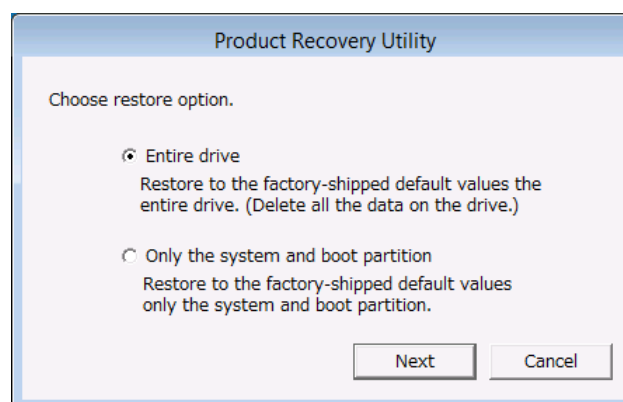 Product Recovery Utility
Choose restore option.
Entire drive
Restore to the factory-shipped default values the
entire drive. (Delete all the data on the drive.)
Only the system and boot partition
Restore to the factory-shipped default values
only the system and boot partition.
Next
Cancel